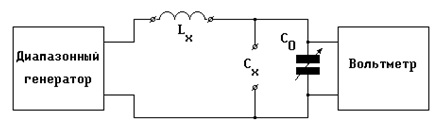 Диапазонный
генератор
Lx
Cx
C0
Вольтметр